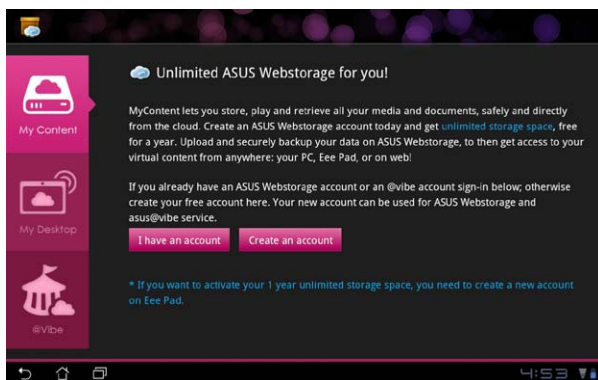 Unlimited ASUS Webstorage for you!
My Content
MyContent lets you store, play and retrieve all your media and documents, safely and directly
from the cloud. Create an ASUS Webstorage account today and get unlimited storage space, free
for a year. Upload and securely backup your data on ASUS Webstorage, to then get access to your
virtual content from anywhere: your PC, Eee Pad, or on web!
My Desktop
If you already have an ASUS Webstorage account or an @vibe account sign-in below; otherwise
create your free account here. Your new account can be used for ASUS Webstorage and
asus@vibe service.
I have an account
Create an account
@Vibe
* If you want to activate your 1 year unlimited storage space, you need to create a new account
on Eee Pad.
4:53